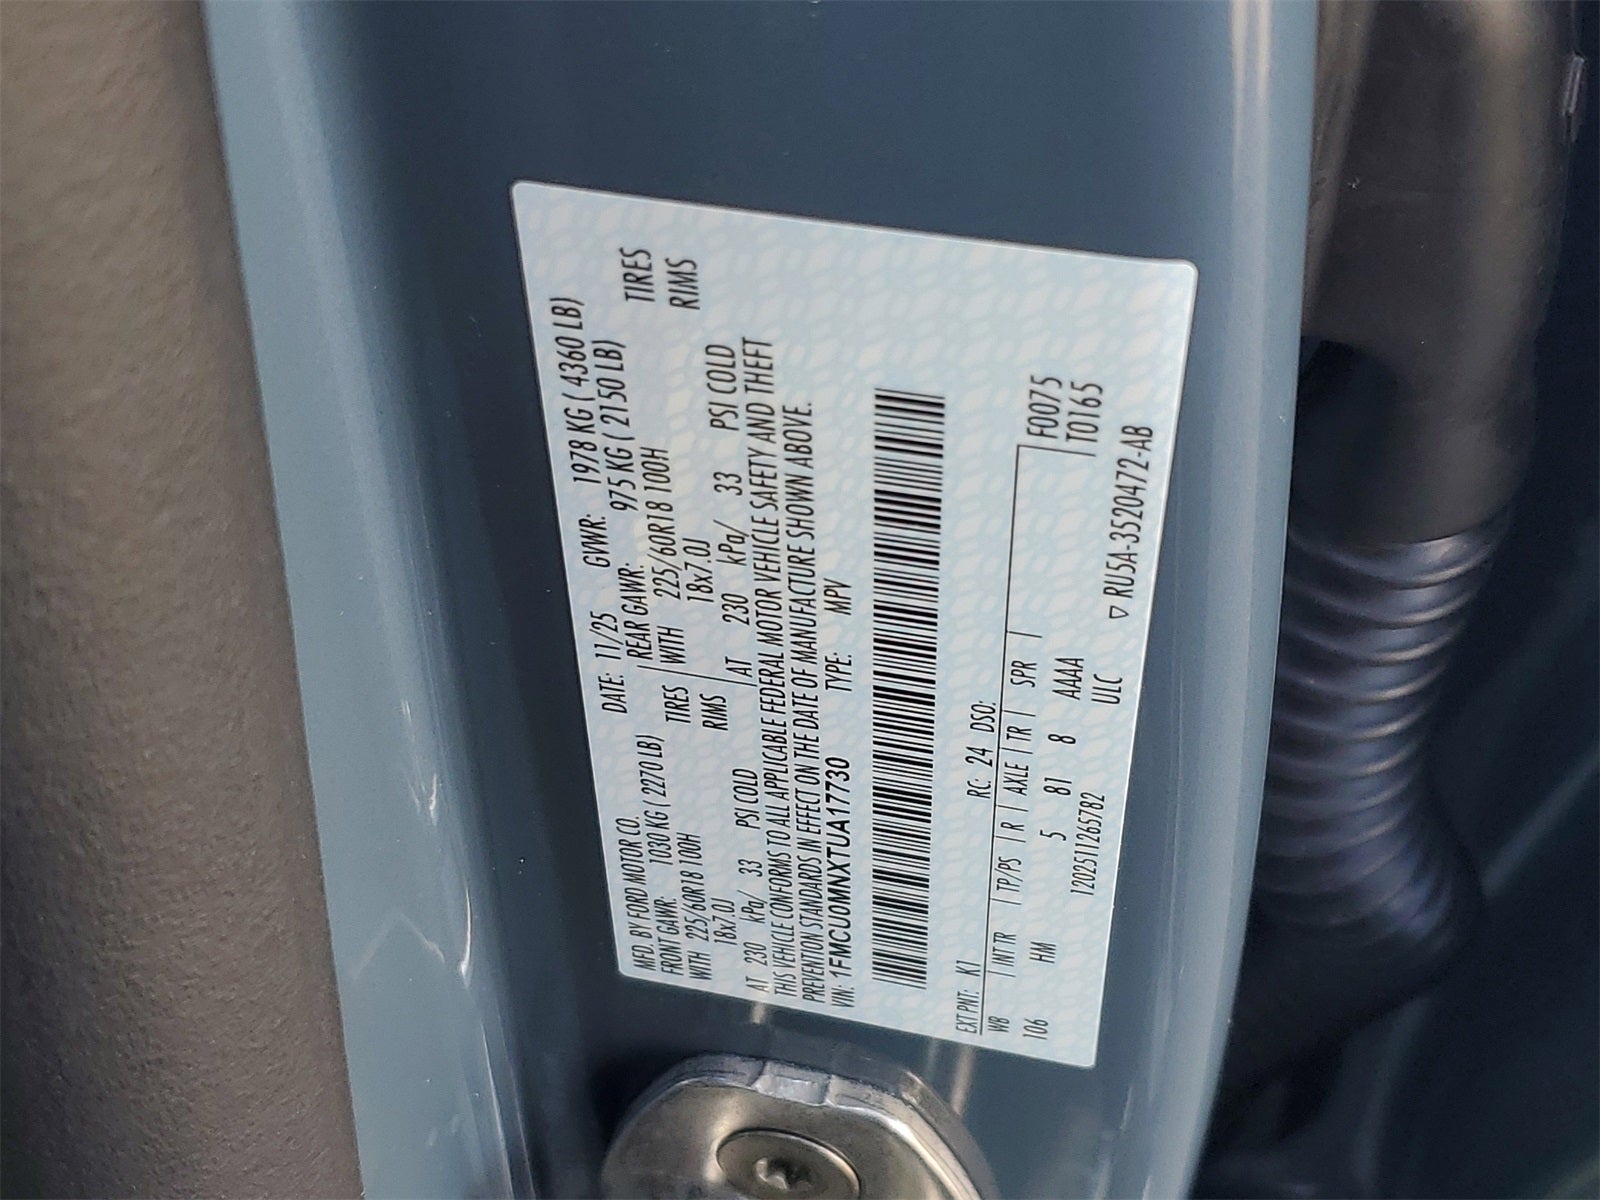 MFD. BY FORD MOTOR CO. DATE: 11/25 GVWR: 1978 KG ( 4360 LB)
FRONT GAWR: 1030 KG ( 2270 LB) REAR GAWR: 975 KG ( 2150 LB)
WITH 225/60R18 100H TIRES WITH 225/60R18 100H TIRES
18x7.0J RIMS 18x7.0J RIMS
AT 230 kPa/ 33 PSI COLD AT 230 kPa/ 33 PSI COLD
THIS VEHICLE CONFORMS TO ALL APPLICABLE FEDERAL MOTOR VEHICLE SAFETY AND THEFT
PREVENTION STANDARDS IN EFFECT ON THE DATE OF MANUFACTURE SHOWN ABOVE.
VIN: 1FMCU0MNXTUA17730 TYPE: MPV
EXT PNT: K1 RC: 24 DSO: F0075
WB INT TR TP/PS R AXLE TR SPR T0165
106 HM 5 81 8 AAAA
1202511265782 ULC ▽ RU5A-3520472-AB